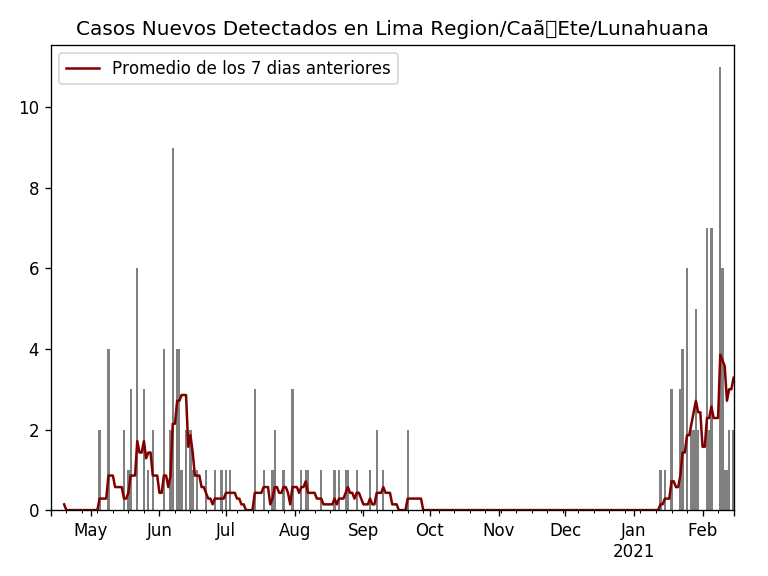 Casos Nuevos Detectados en Lima Region/Caã▯Ete/Lunahuana
Promedio de los 7 dias anteriores
10
8
6
4
2
0
May Jun Jul Aug Sep Oct Nov Dec Jan Feb
2021